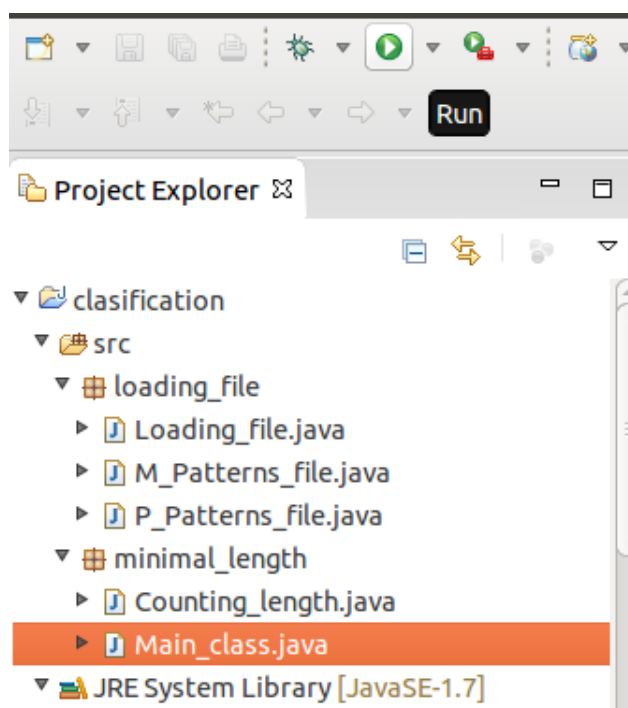 Run
Project Explorer
clasification
src
loading_file
Loading_file.java
M_Patterns_file.java
P_Patterns_file.java
minimal_length
Counting_length.java
Main_class.java
JRE System Library [JavaSE-1.7]